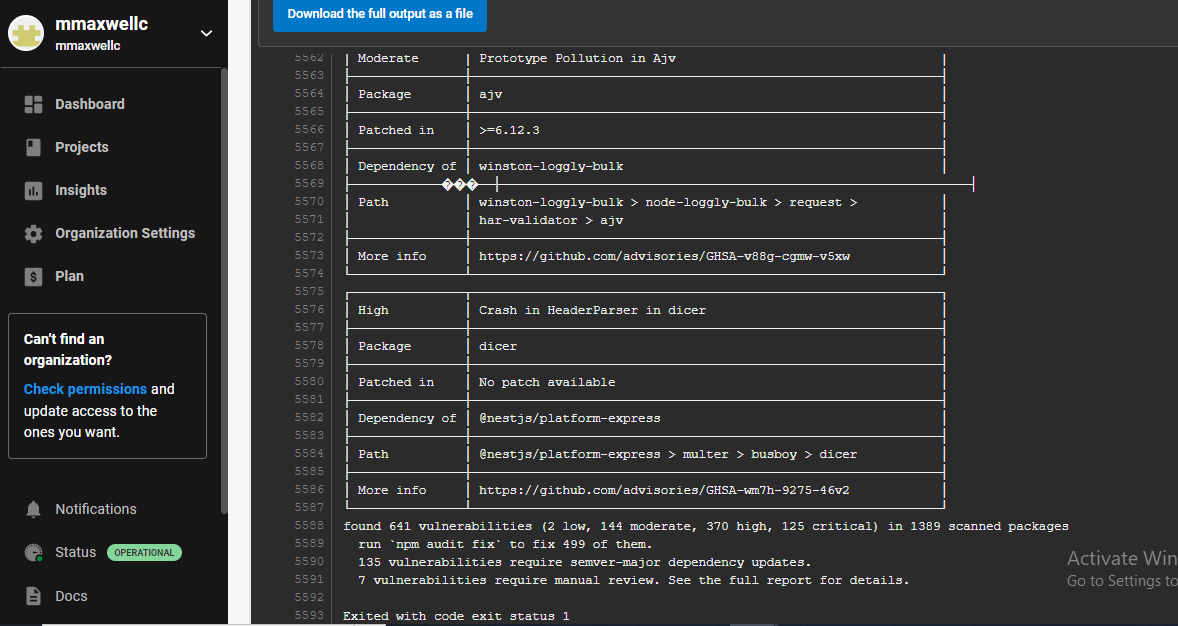 mmaxwellc
mmaxwellc
Dashboard
Projects
Insights
Organization Settings
Plan
Can't find an
organization?
Check permissions and
update access to the
ones you want.
Notifications
Status OPERATIONAL
Docs
Download the full output as a file
5562 Moderate Prototype Pollution in Ajv
5563
5564 Package ajv
5565
5566 Patched in >=6.12.3
5567
5568 Dependency of winston-loggly-bulk
5569 ���
5570 Path winston-loggly-bulk > node-loggly-bulk > request >
5571 har-validator > ajv
5572
5573 More info https://github.com/advisories/GHSA-v88g-cgmw-v5xw
5574
5575
5576 High Crash in HeaderParser in dicer
5577
5578 Package dicer
5579
5580 Patched in No patch available
5581
5582 Dependency of @nestjs/platform-express
5583
5584 Path @nestjs/platform-express > multer > busboy > dicer
5585
5586 More info https://github.com/advisories/GHSA-wm7h-9275-46v2
5587
5588 found 641 vulnerabilities (2 low, 144 moderate, 370 high, 125 critical) in 1389 scanned packages
5589 run `npm audit fix` to fix 499 of them.
5590 135 vulnerabilities require semver-major dependency updates.
5591 7 vulnerabilities require manual review. See the full report for details.
5592
5593 Exited with code exit status 1
Activate Win
Go to Settings to